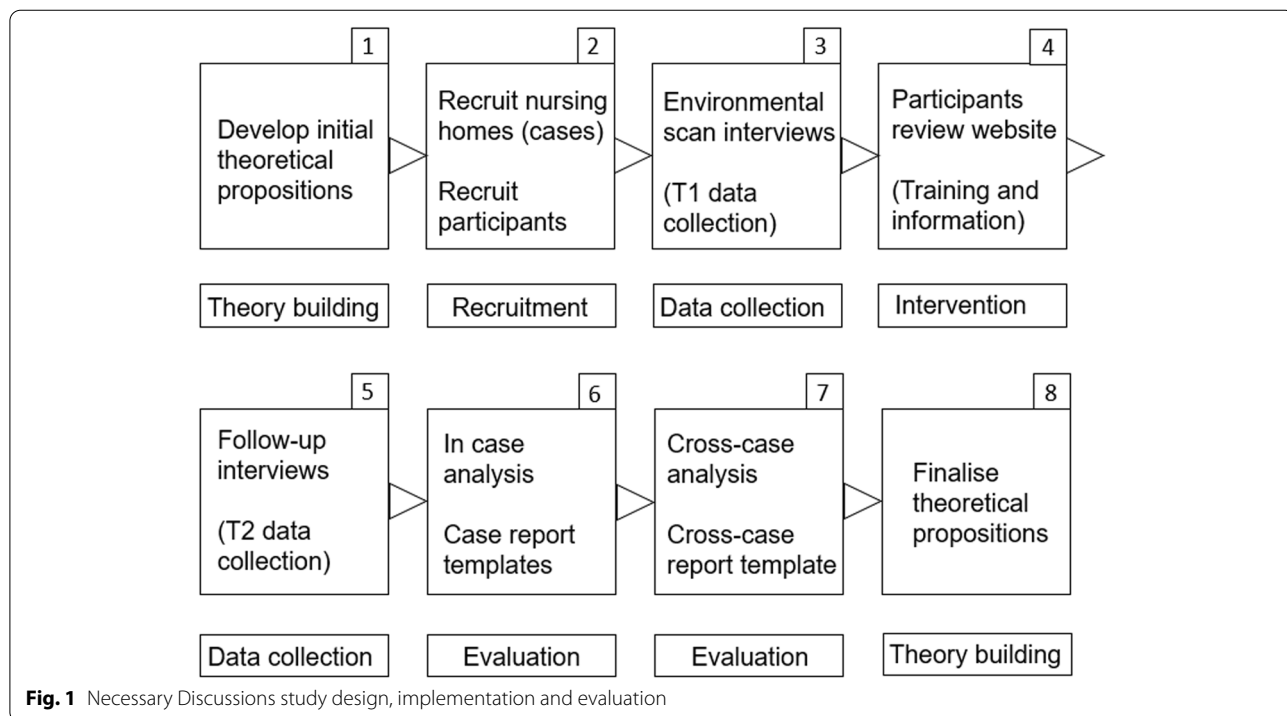 1
Develop initial
theoretical
propositions
Theory building
2
Recruit nursing
homes (cases)
Recruit
participants
Recruitment
3
Environmental
scan interviews
(T1 data
collection)
Data collection
4
Participants
review website
(Training and
information)
Intervention
5
Follow-up
interviews
(T2 data
collection)
Data collection
6
In case
analysis
Case report
templates
Evaluation
7
Cross-case
analysis
Cross-case
report template
Evaluation
8
Finalise
theoretical
propositions
Theory building
Fig. 1 Necessary Discussions study design, implementation and evaluation